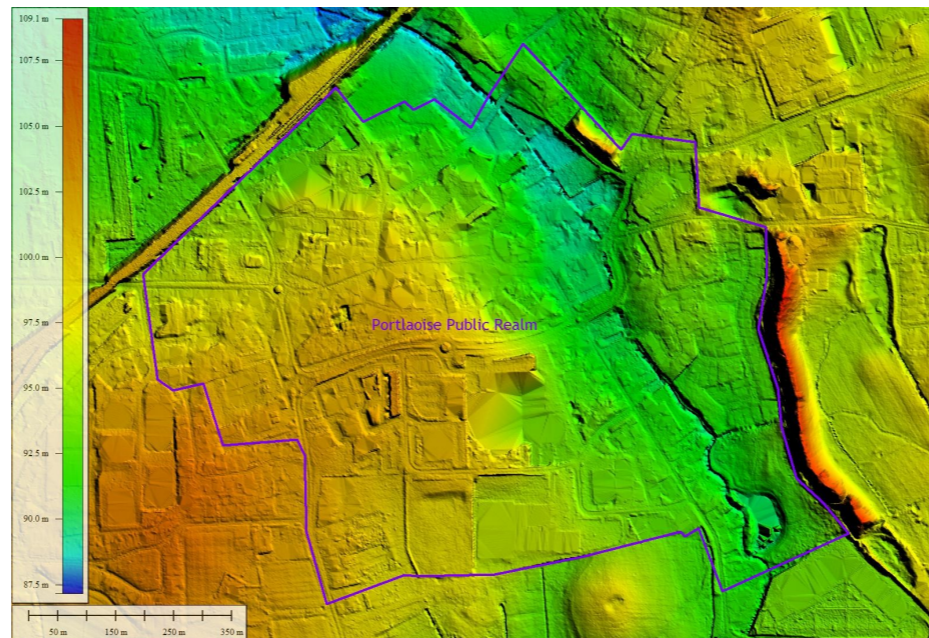 109.1 m
107.5 m
105.0 m
102.5 m
100.0 m
97.5 m
95.0 m
92.5 m
90.0 m
87.5 m
Portlaoise Public Realm
50 m 150 m 250 m 350 m